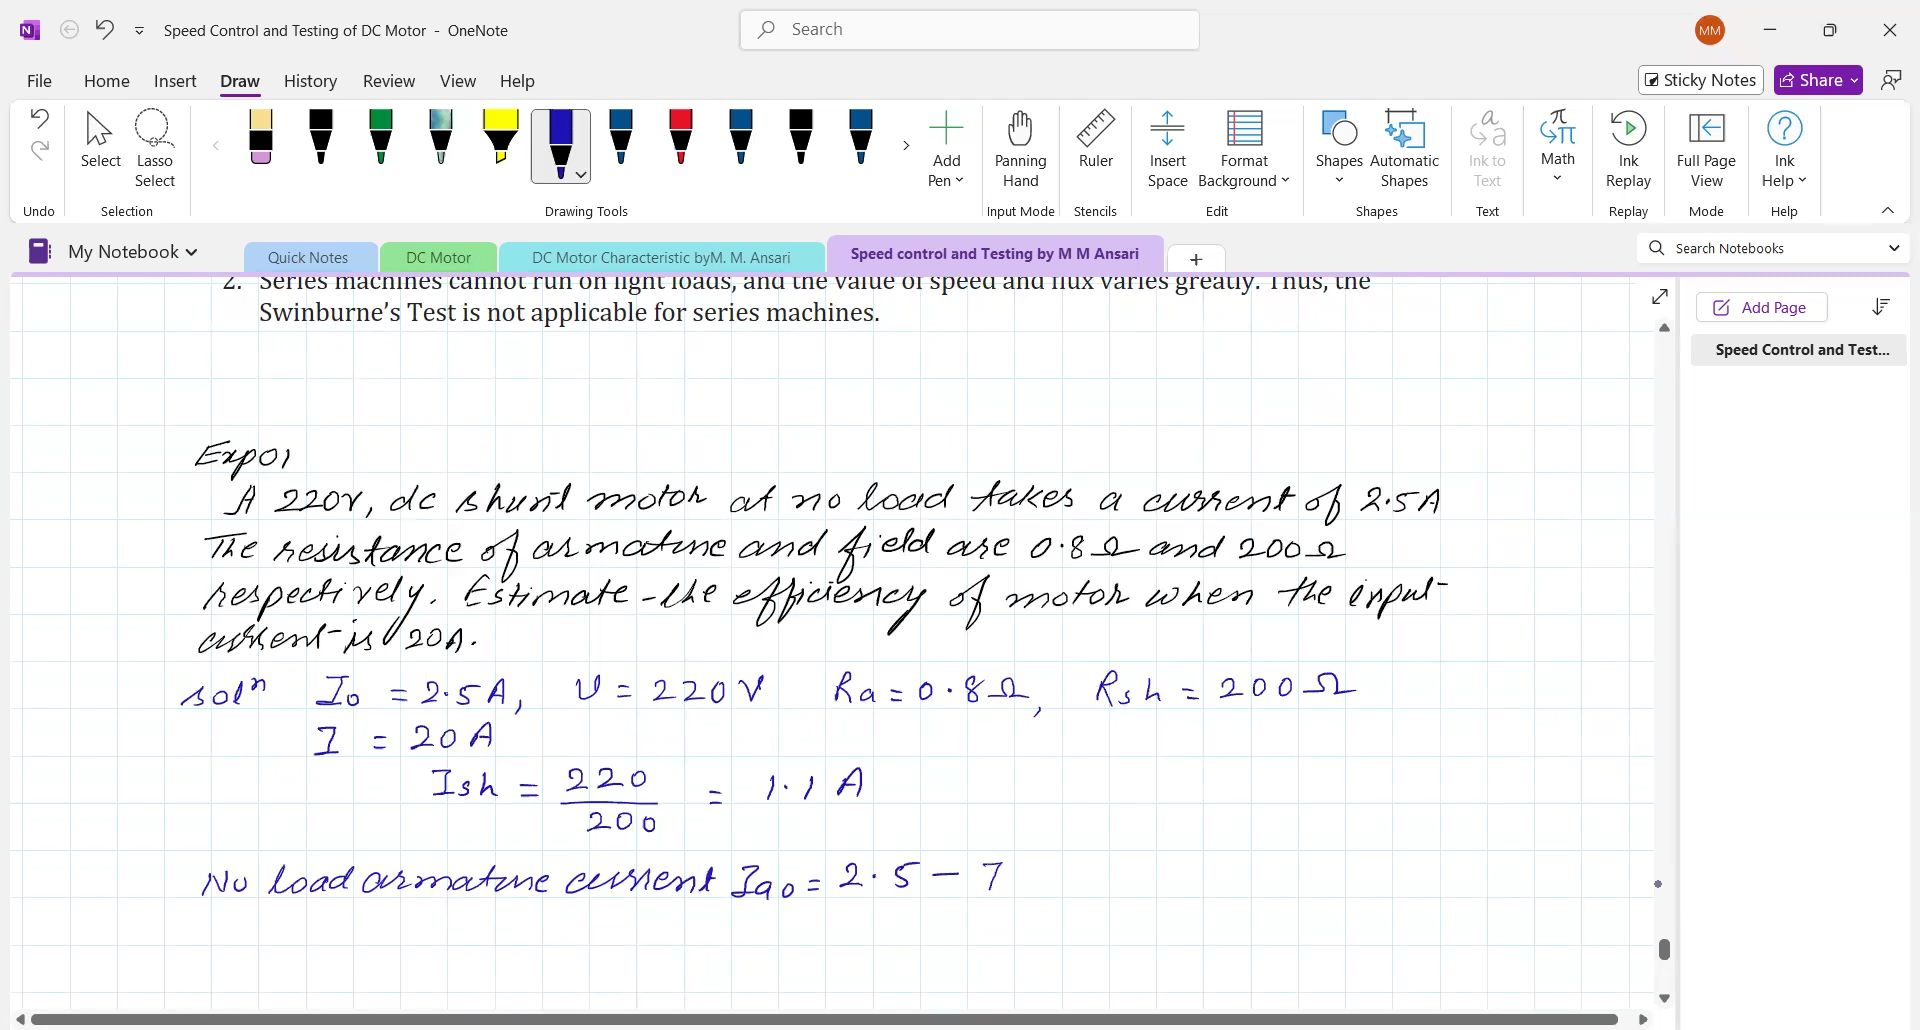 Speed Control and Testing of DC Motor - OneNote
Search
MM
File Home Insert Draw History Review View Help
Sticky Notes Share
Select
Lasso Select
Add Pen
Panning Hand
Ruler
Insert Space
Format Background
Shapes
Automatic Shapes
Ink to Text
Math
Ink Replay
Full Page View
Ink Help
Undo Selection Drawing Tools Input Mode Stencils Edit Shapes Text Replay Mode Help
My Notebook
Quick Notes
DC Motor
DC Motor Characteristic byM. M. Ansari
Speed control and Testing by M M Ansari
+
Search Notebooks
Add Page
Speed Control and Test...
2. Series machines cannot run on light loads, and the value of speed and flux varies greatly. Thus, the
Swinburne's Test is not applicable for series machines.
Exp01
A 220V, dc shunt motor at no load takes a current of 2.5A
The resistance of armature and field are 0.8Ω and 200Ω
respectively. Estimate the efficiency of motor when the input
current is 20A.
solⁿ I₀ = 2.5A, V = 220V Ra = 0.8Ω, Rsh = 200Ω
I = 20A
Ish = 220/200 = 1.1 A
No load armature current Ia0 = 2.5 -